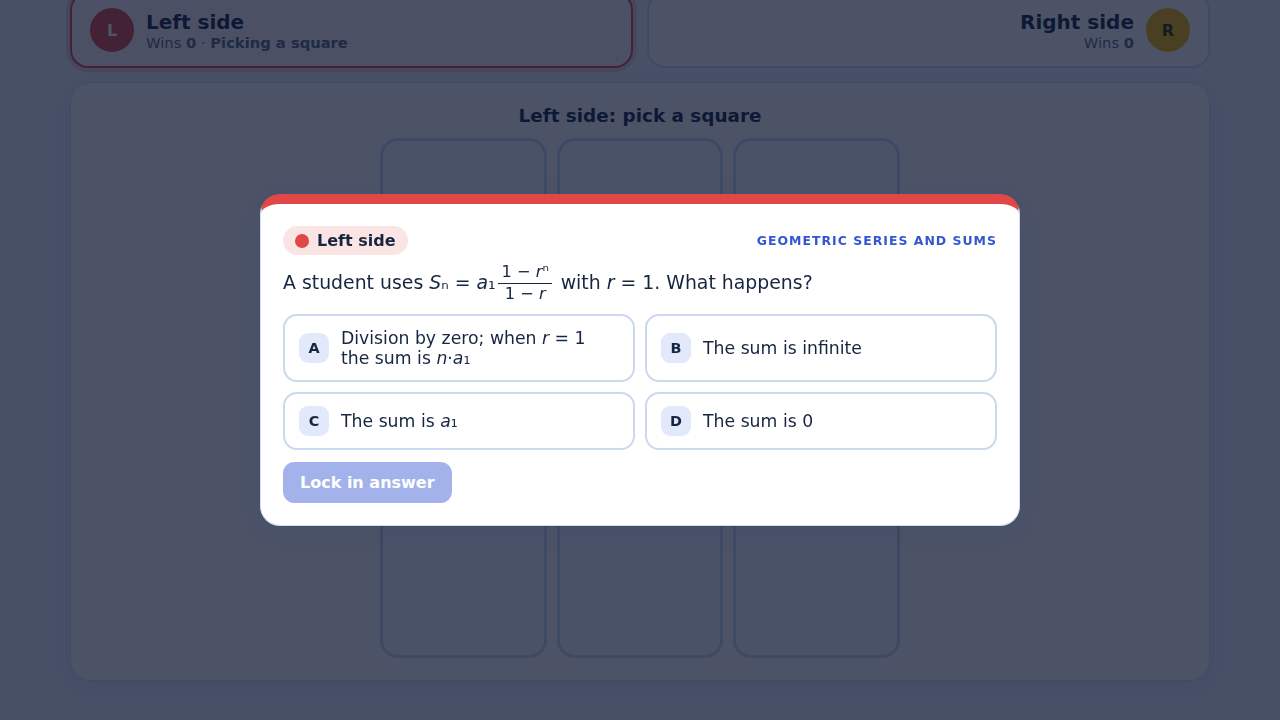 L
Left side
Wins 0 · Picking a square
Right side
Wins 0
R
Left side: pick a square
Left side
GEOMETRIC SERIES AND SUMS
A student uses Sₙ = a₁ (1 − rⁿ)/(1 − r) with r = 1. What happens?
A
Division by zero; when r = 1
the sum is n·a₁
B
The sum is infinite
C
The sum is a₁
D
The sum is 0
Lock in answer